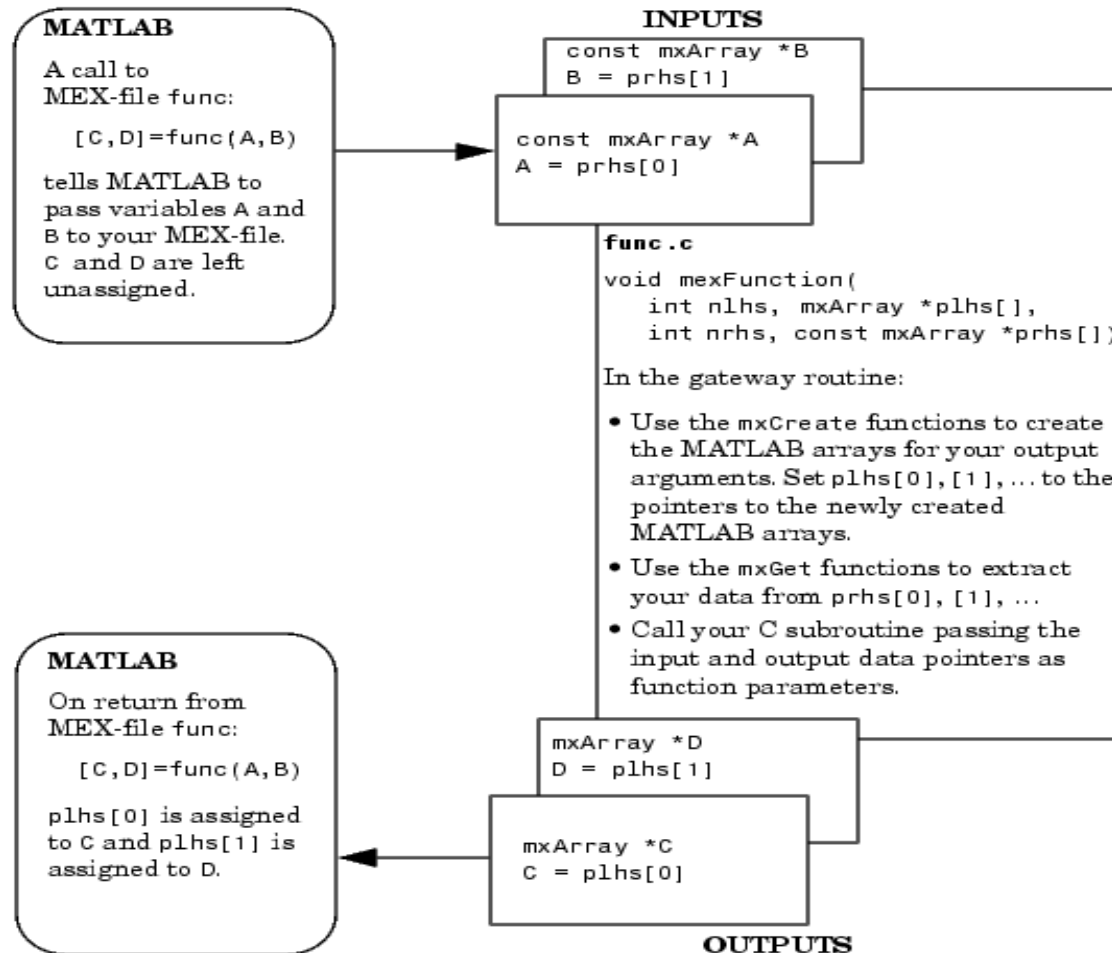 MATLAB
A call to
MEX-file func:
[C,D]=func(A,B)
tells MATLAB to
pass variables A and
B to your MEX-file.
C and D are left
unassigned.
INPUTS
const mxArray *B
B = prhs[1]
const mxArray *A
A = prhs[0]
func.c
void mexFunction(
int nlhs, mxArray *plhs[],
int nrhs, const mxArray *prhs[])
In the gateway routine:
• Use the mxCreate functions to create
the MATLAB arrays for your output
arguments. Set plhs[0],[1],... to the
pointers to the newly created
MATLAB arrays.
• Use the mxGet functions to extract
your data from prhs[0],[1],...
• Call your C subroutine passing the
input and output data pointers as
function parameters.
MATLAB
On return from
MEX-file func:
[C,D]=func(A,B)
plhs[0] is assigned
to C and plhs[1] is
assigned to D.
mxArray *D
D = plhs[1]
mxArray *C
C = plhs[0]
OUTPUTS